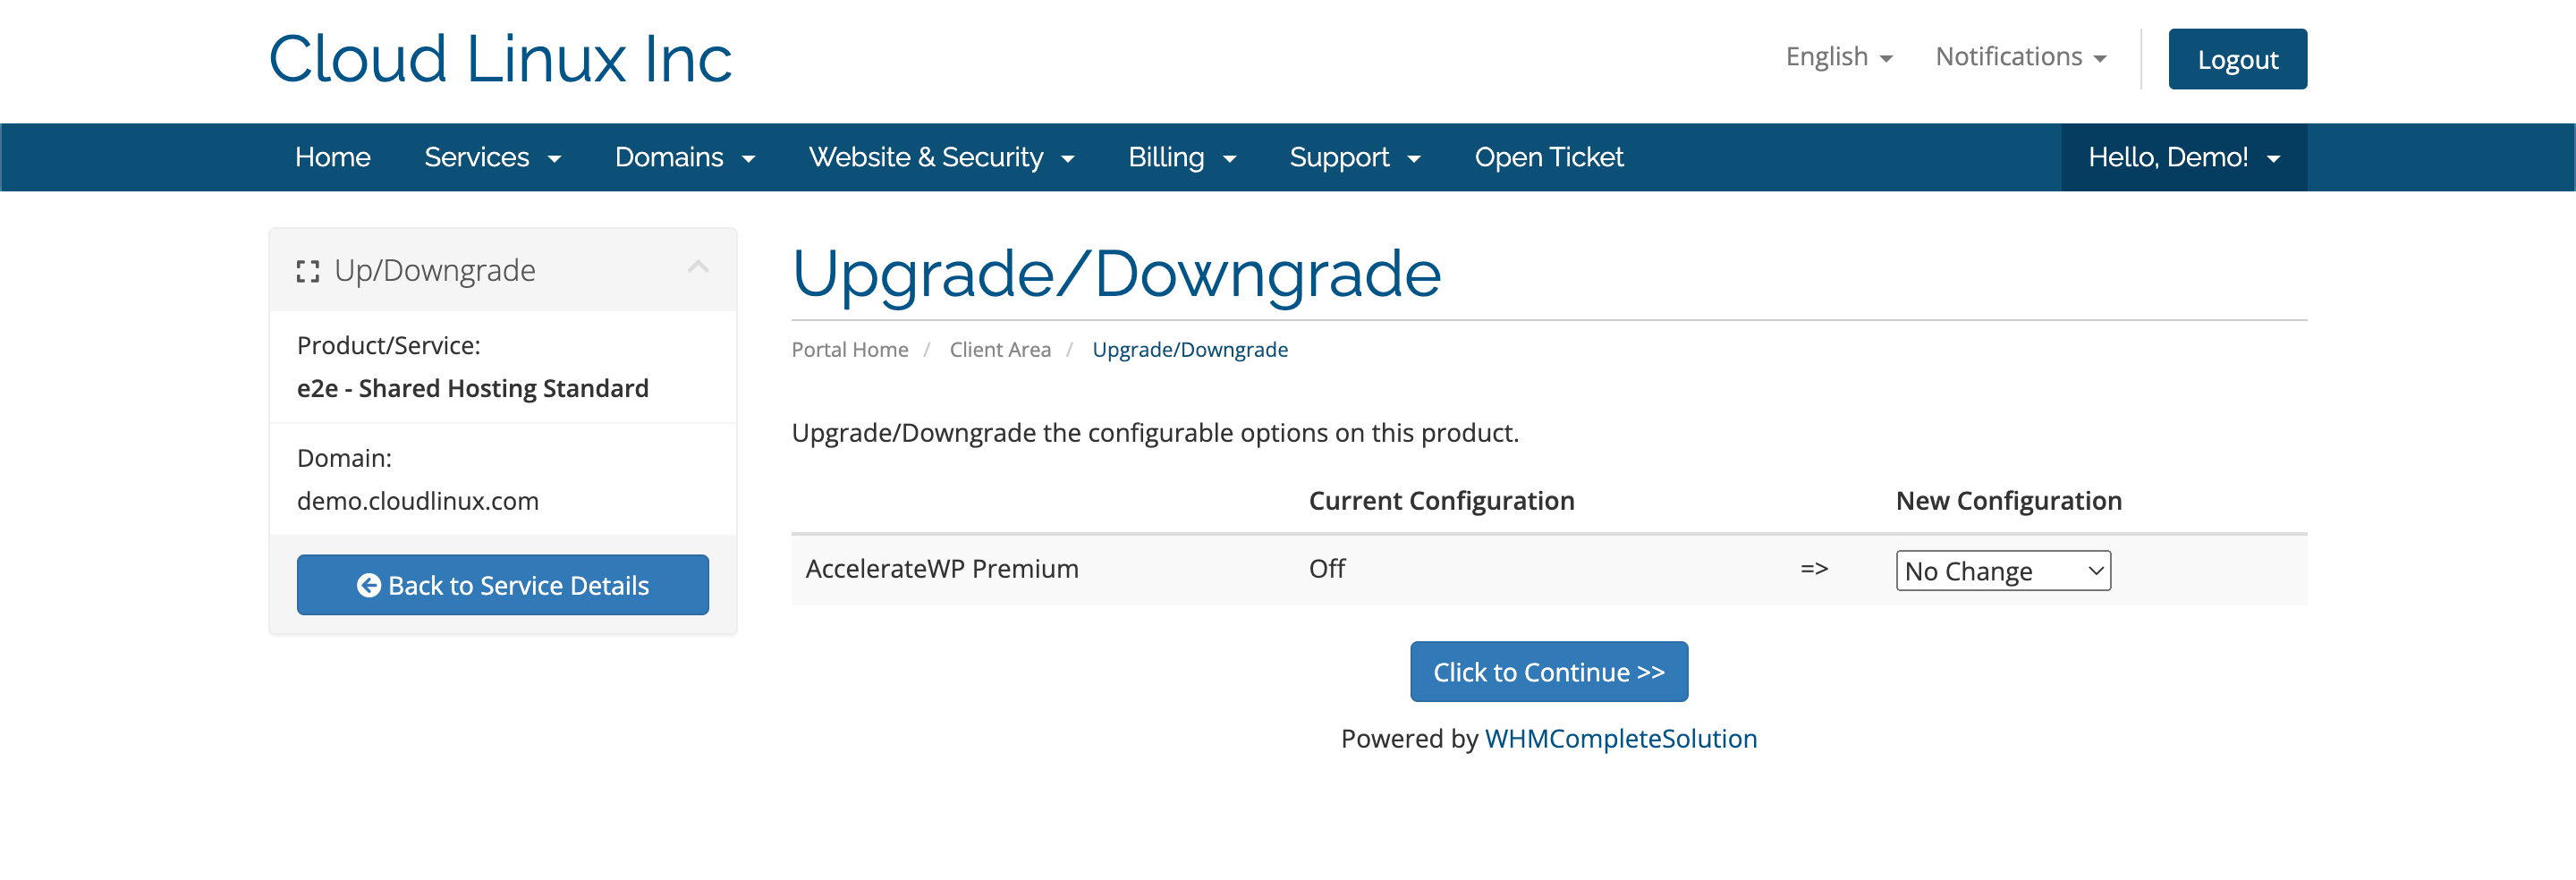 Cloud Linux Inc
English
Notifications
Logout
Home
Services
Domains
Website & Security
Billing
Support
Open Ticket
Hello, Demo!
Up/Downgrade
Product/Service:
e2e - Shared Hosting Standard
Domain:
demo.cloudlinux.com
Back to Service Details
Upgrade/Downgrade
Portal Home / Client Area / Upgrade/Downgrade
Upgrade/Downgrade the configurable options on this product.
Current Configuration
New Configuration
AccelerateWP Premium
Off
=>
No Change
Click to Continue >>
Powered by WHMCompleteSolution